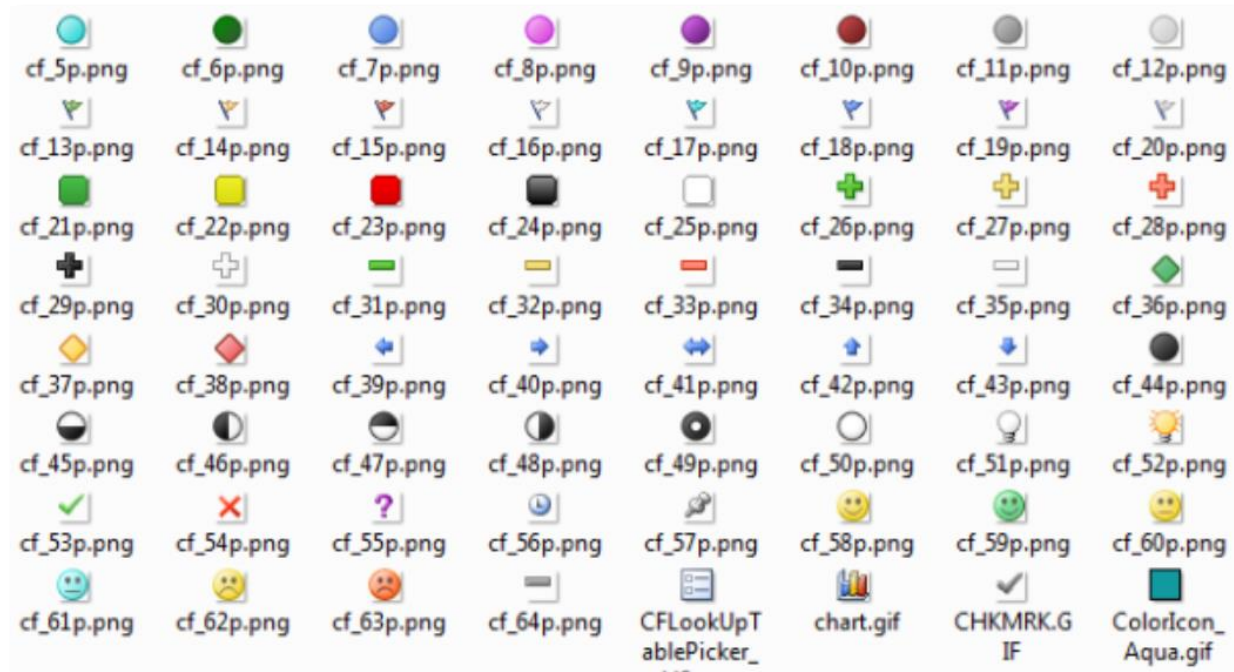 cf_5p.png cf_6p.png cf_7p.png cf_8p.png cf_9p.png cf_10p.png cf_11p.png cf_12p.png
cf_13p.png cf_14p.png cf_15p.png cf_16p.png cf_17p.png cf_18p.png cf_19p.png cf_20p.png
cf_21p.png cf_22p.png cf_23p.png cf_24p.png cf_25p.png cf_26p.png cf_27p.png cf_28p.png
cf_29p.png cf_30p.png cf_31p.png cf_32p.png cf_33p.png cf_34p.png cf_35p.png cf_36p.png
cf_37p.png cf_38p.png cf_39p.png cf_40p.png cf_41p.png cf_42p.png cf_43p.png cf_44p.png
cf_45p.png cf_46p.png cf_47p.png cf_48p.png cf_49p.png cf_50p.png cf_51p.png cf_52p.png
cf_53p.png cf_54p.png cf_55p.png cf_56p.png cf_57p.png cf_58p.png cf_59p.png cf_60p.png
cf_61p.png cf_62p.png cf_63p.png cf_64p.png CFLookUpT chart.gif CHKMRK.G ColorIcon_
ablePicker_ IF Aqua.gif